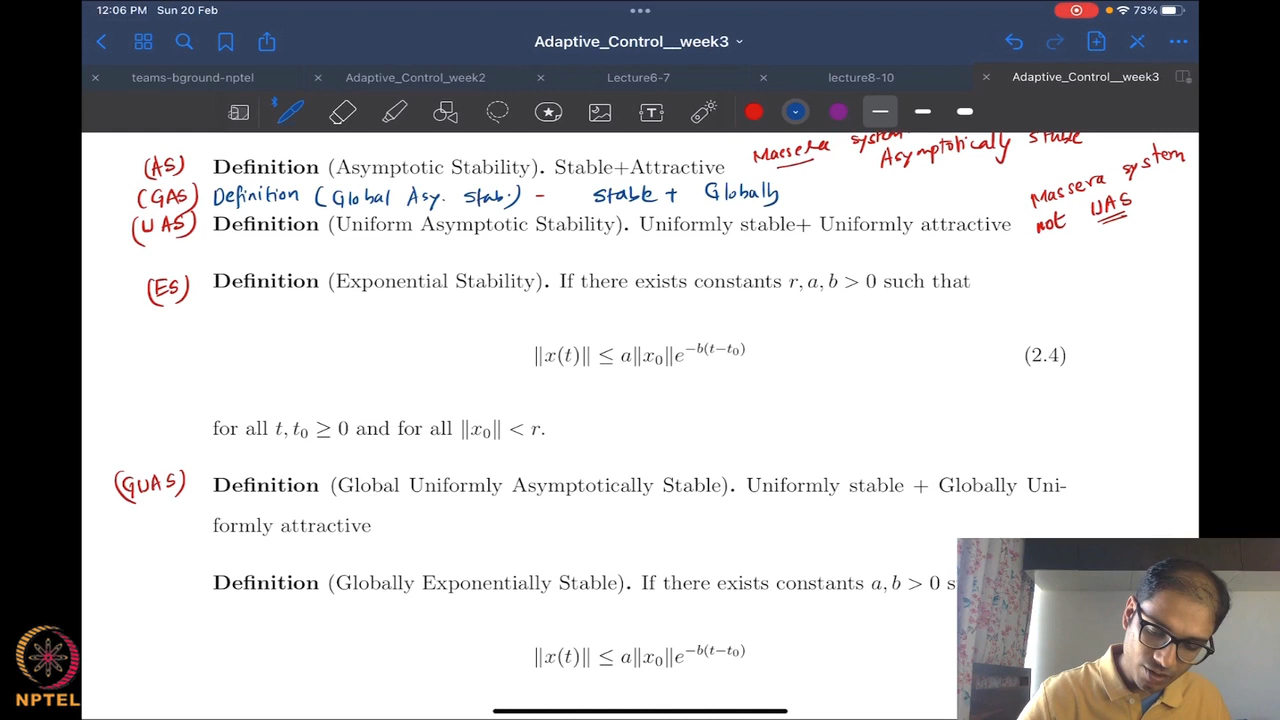 12:06 PM Sun 20 Feb
73%
Adaptive_Control__week3
teams-bground-nptel
Adaptive_Control_week2
Lecture6-7
lecture8-10
Adaptive_Control__week3
Massera system
Asymptotically stable
(AS) Definition (Asymptotic Stability). Stable+Attractive
(GAS) Definition (Global Asy. stab.) - stable + Globally
(UAS) Definition (Uniform Asymptotic Stability). Uniformly stable+ Uniformly attractive
Massera system
not UAS
(ES) Definition (Exponential Stability). If there exists constants r, a, b > 0 such that
‖x(t)‖ ≤ a‖x₀‖e^{−b(t−t₀)} (2.4)
for all t, t₀ ≥ 0 and for all ‖x₀‖ < r.
(GUAS) Definition (Global Uniformly Asymptotically Stable). Uniformly stable + Globally Uni-
formly attractive
Definition (Globally Exponentially Stable). If there exists constants a, b > 0 s
‖x(t)‖ ≤ a‖x₀‖e^{−b(t−t₀)}
NPTEL